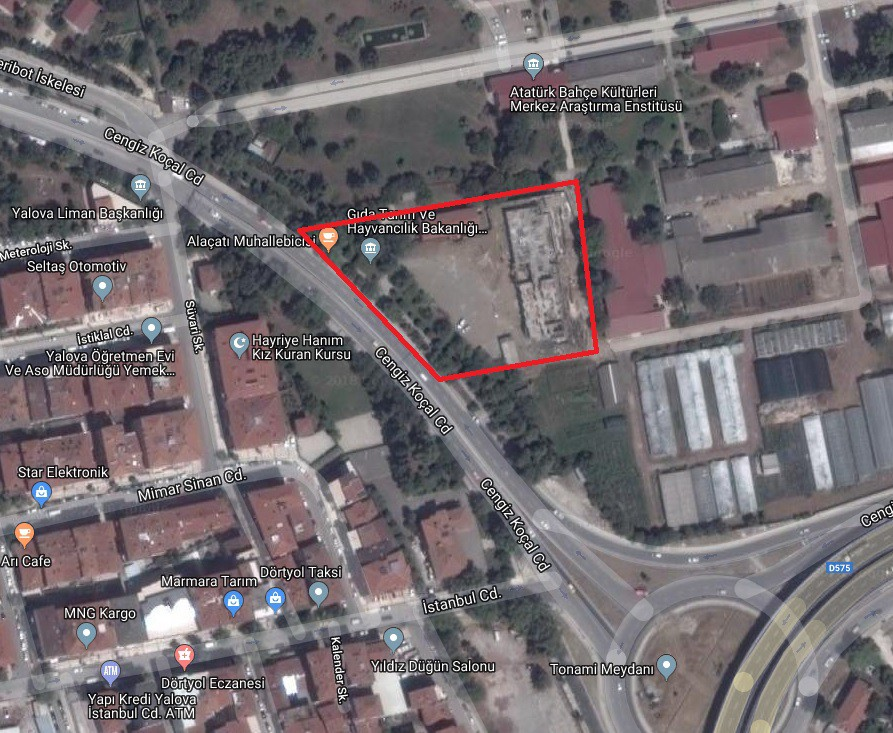 eribot İskelesi
Atatürk Bahçe Kültürleri
Merkez Araştırma Enstitüsü
Cengiz Koçal Cd
Yalova Liman Başkanlığı
Gıda Tarım Ve
Hayvancılık Bakanlığı...
Alaçatı Muhallebicisi
Meteroloji Sk.
Seltaş Otomotiv
Süvari Sk.
İstiklal Cd.
Hayriye Hanım
Kız Kuran Kursu
Yalova Öğretmen Evi
Ve Aso Müdürlüğü Yemek...
Cengiz Koçal Cd
Star Elektronik
Mimar Sinan Cd.
Cengiz Koçal Cd
Cengi
Arı Cafe
D575
Marmara Tarım
Dörtyol Taksi
İstanbul Cd.
MNG Kargo
Kalender Sk.
Yıldız Düğün Salonu
Tonami Meydanı
Dörtyol Eczanesi
ATM
Yapı Kredi Yalova
İstanbul Cd. ATM